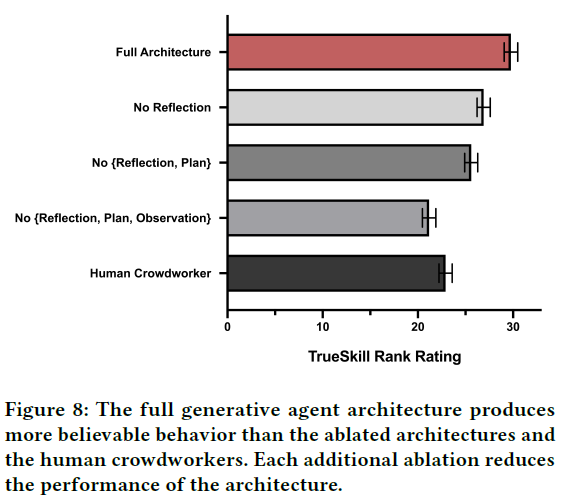 Full Architecture
No Reflection
No {Reflection, Plan}
No {Reflection, Plan, Observation}
Human Crowdworker
0 10 20 30
TrueSkill Rank Rating
Figure 8: The full generative agent architecture produces
more believable behavior than the ablated architectures and
the human crowdworkers. Each additional ablation reduces
the performance of the architecture.